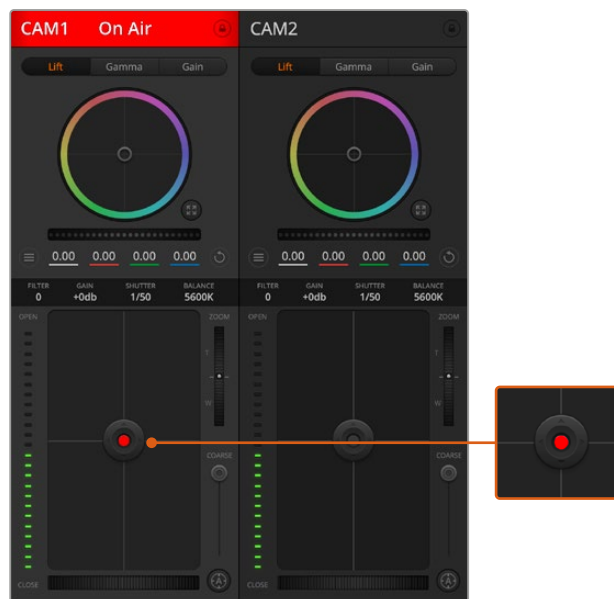 CAM1 On Air
Lift Gamma Gain
0.00 0.00 0.00 0.00
FILTER GAIN SHUTTER BALANCE
0 +0db 1/50 5600K
OPEN ZOOM
T
W
COARSE
A
CLOSE
CAM2
Lift Gamma Gain
0.00 0.00 0.00 0.00
FILTER GAIN SHUTTER BALANCE
0 +0db 1/50 5600K
OPEN ZOOM
T
W
COARSE
A
CLOSE